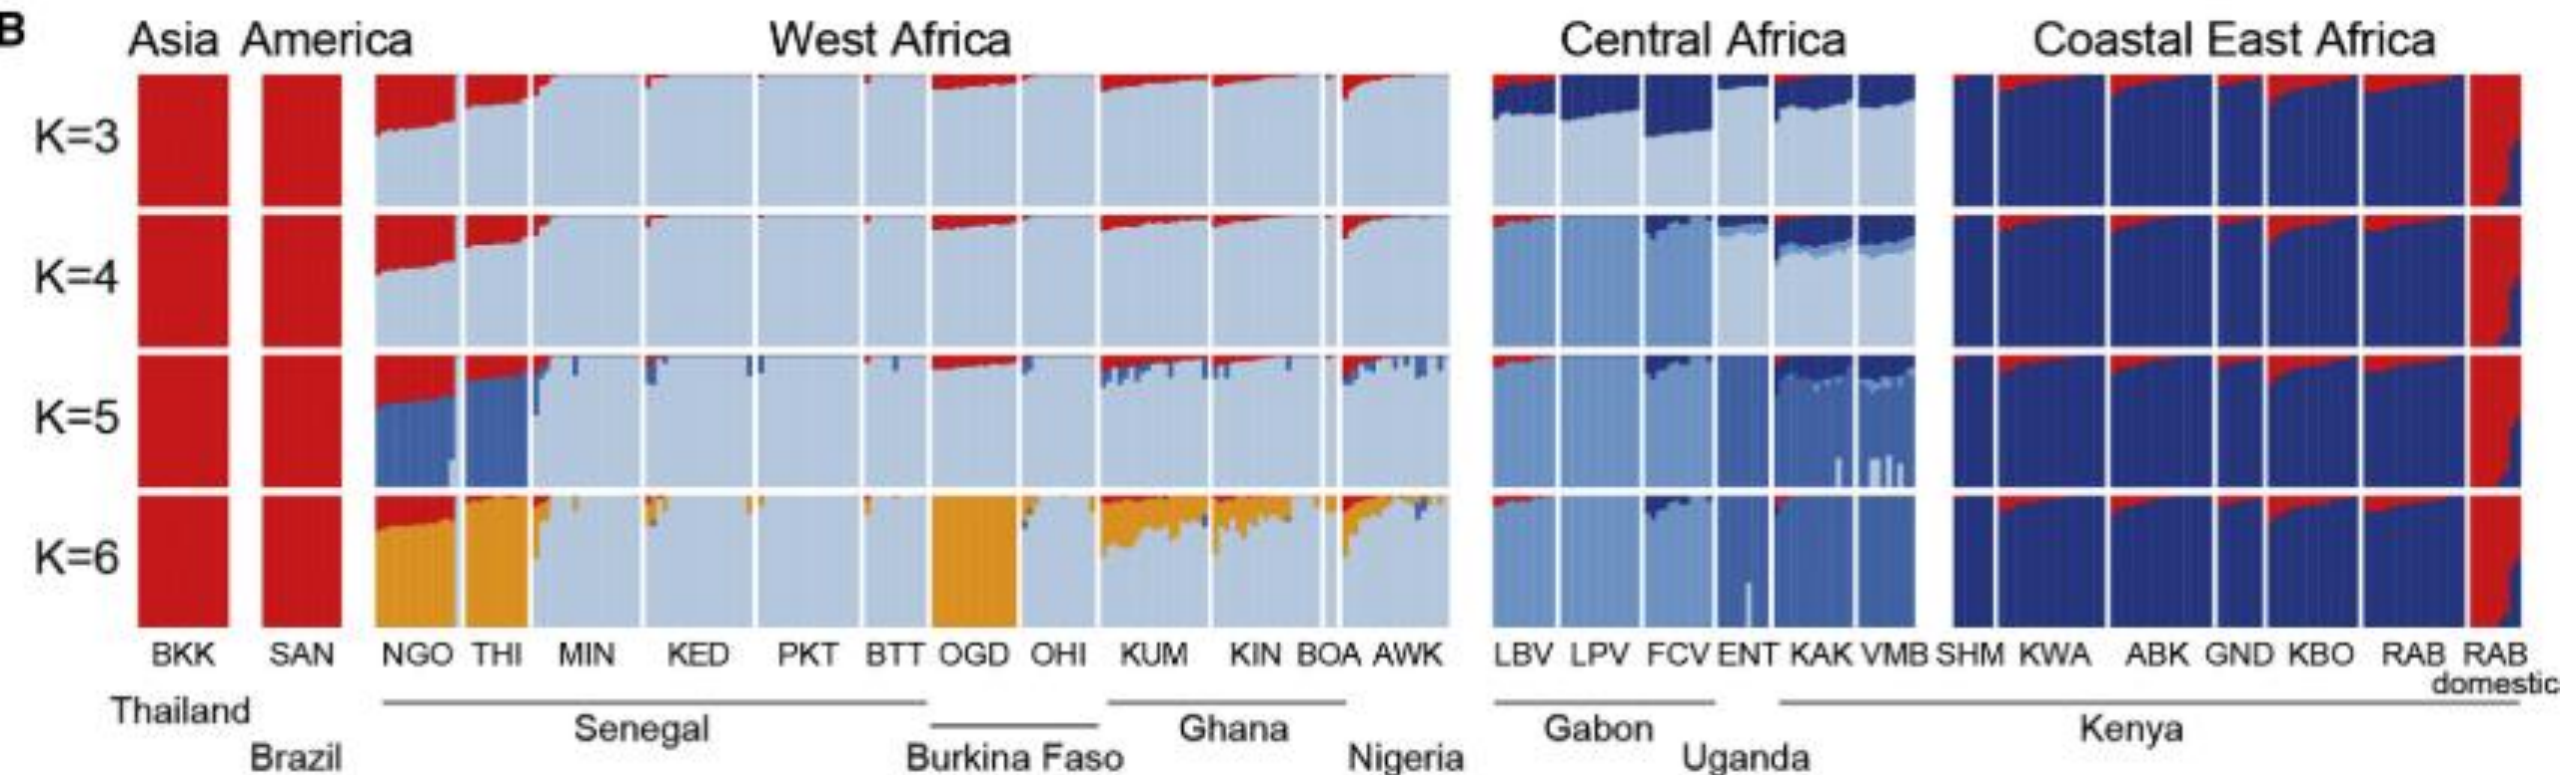 B
Asia America West Africa Central Africa Coastal East Africa
K=3
K=4
K=5
K=6
BKK SAN NGO THI MIN KED PKT BTT OGD OHI KUM KIN BOA AWK LBV LPV FCV ENT KAK VMB SHM KWA ABK GND KBO RAB RAB
domestic
Thailand Senegal Ghana Gabon Kenya
Brazil Burkina Faso Nigeria Uganda